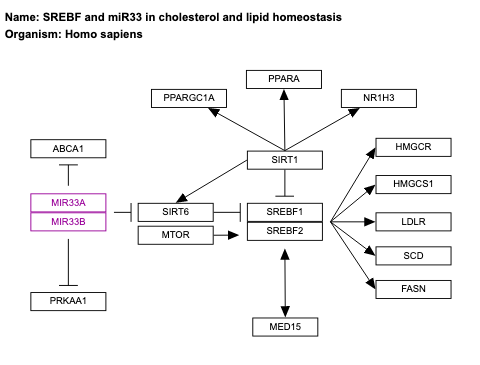 Name: SREBF and miR33 in cholesterol and lipid homeostasis
Organism: Homo sapiens
PPARA
PPARGC1A
NR1H3
ABCA1
HMGCR
SIRT1
HMGCS1
MIR33A
SIRT6
SREBF1
MIR33B
LDLR
MTOR
SREBF2
SCD
FASN
PRKAA1
MED15